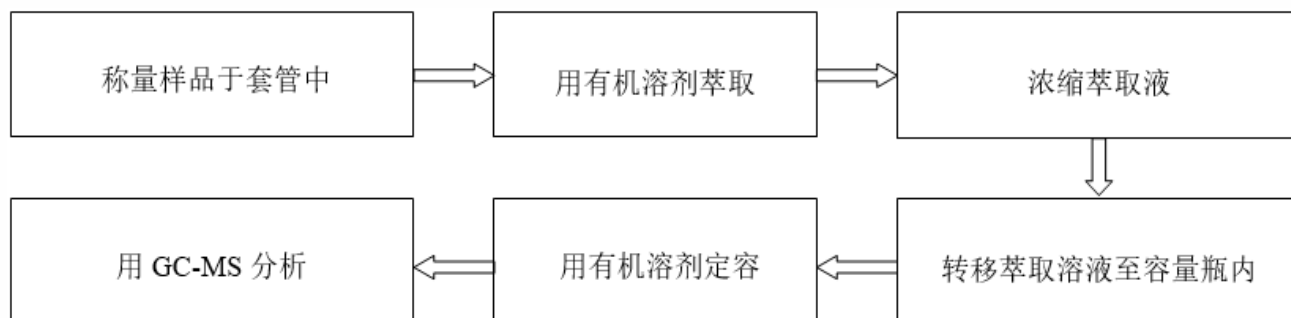 称量样品于套管中
用有机溶剂萃取
浓缩萃取液
转移萃取溶液至容量瓶内
用有机溶剂定容
用 GC-MS 分析